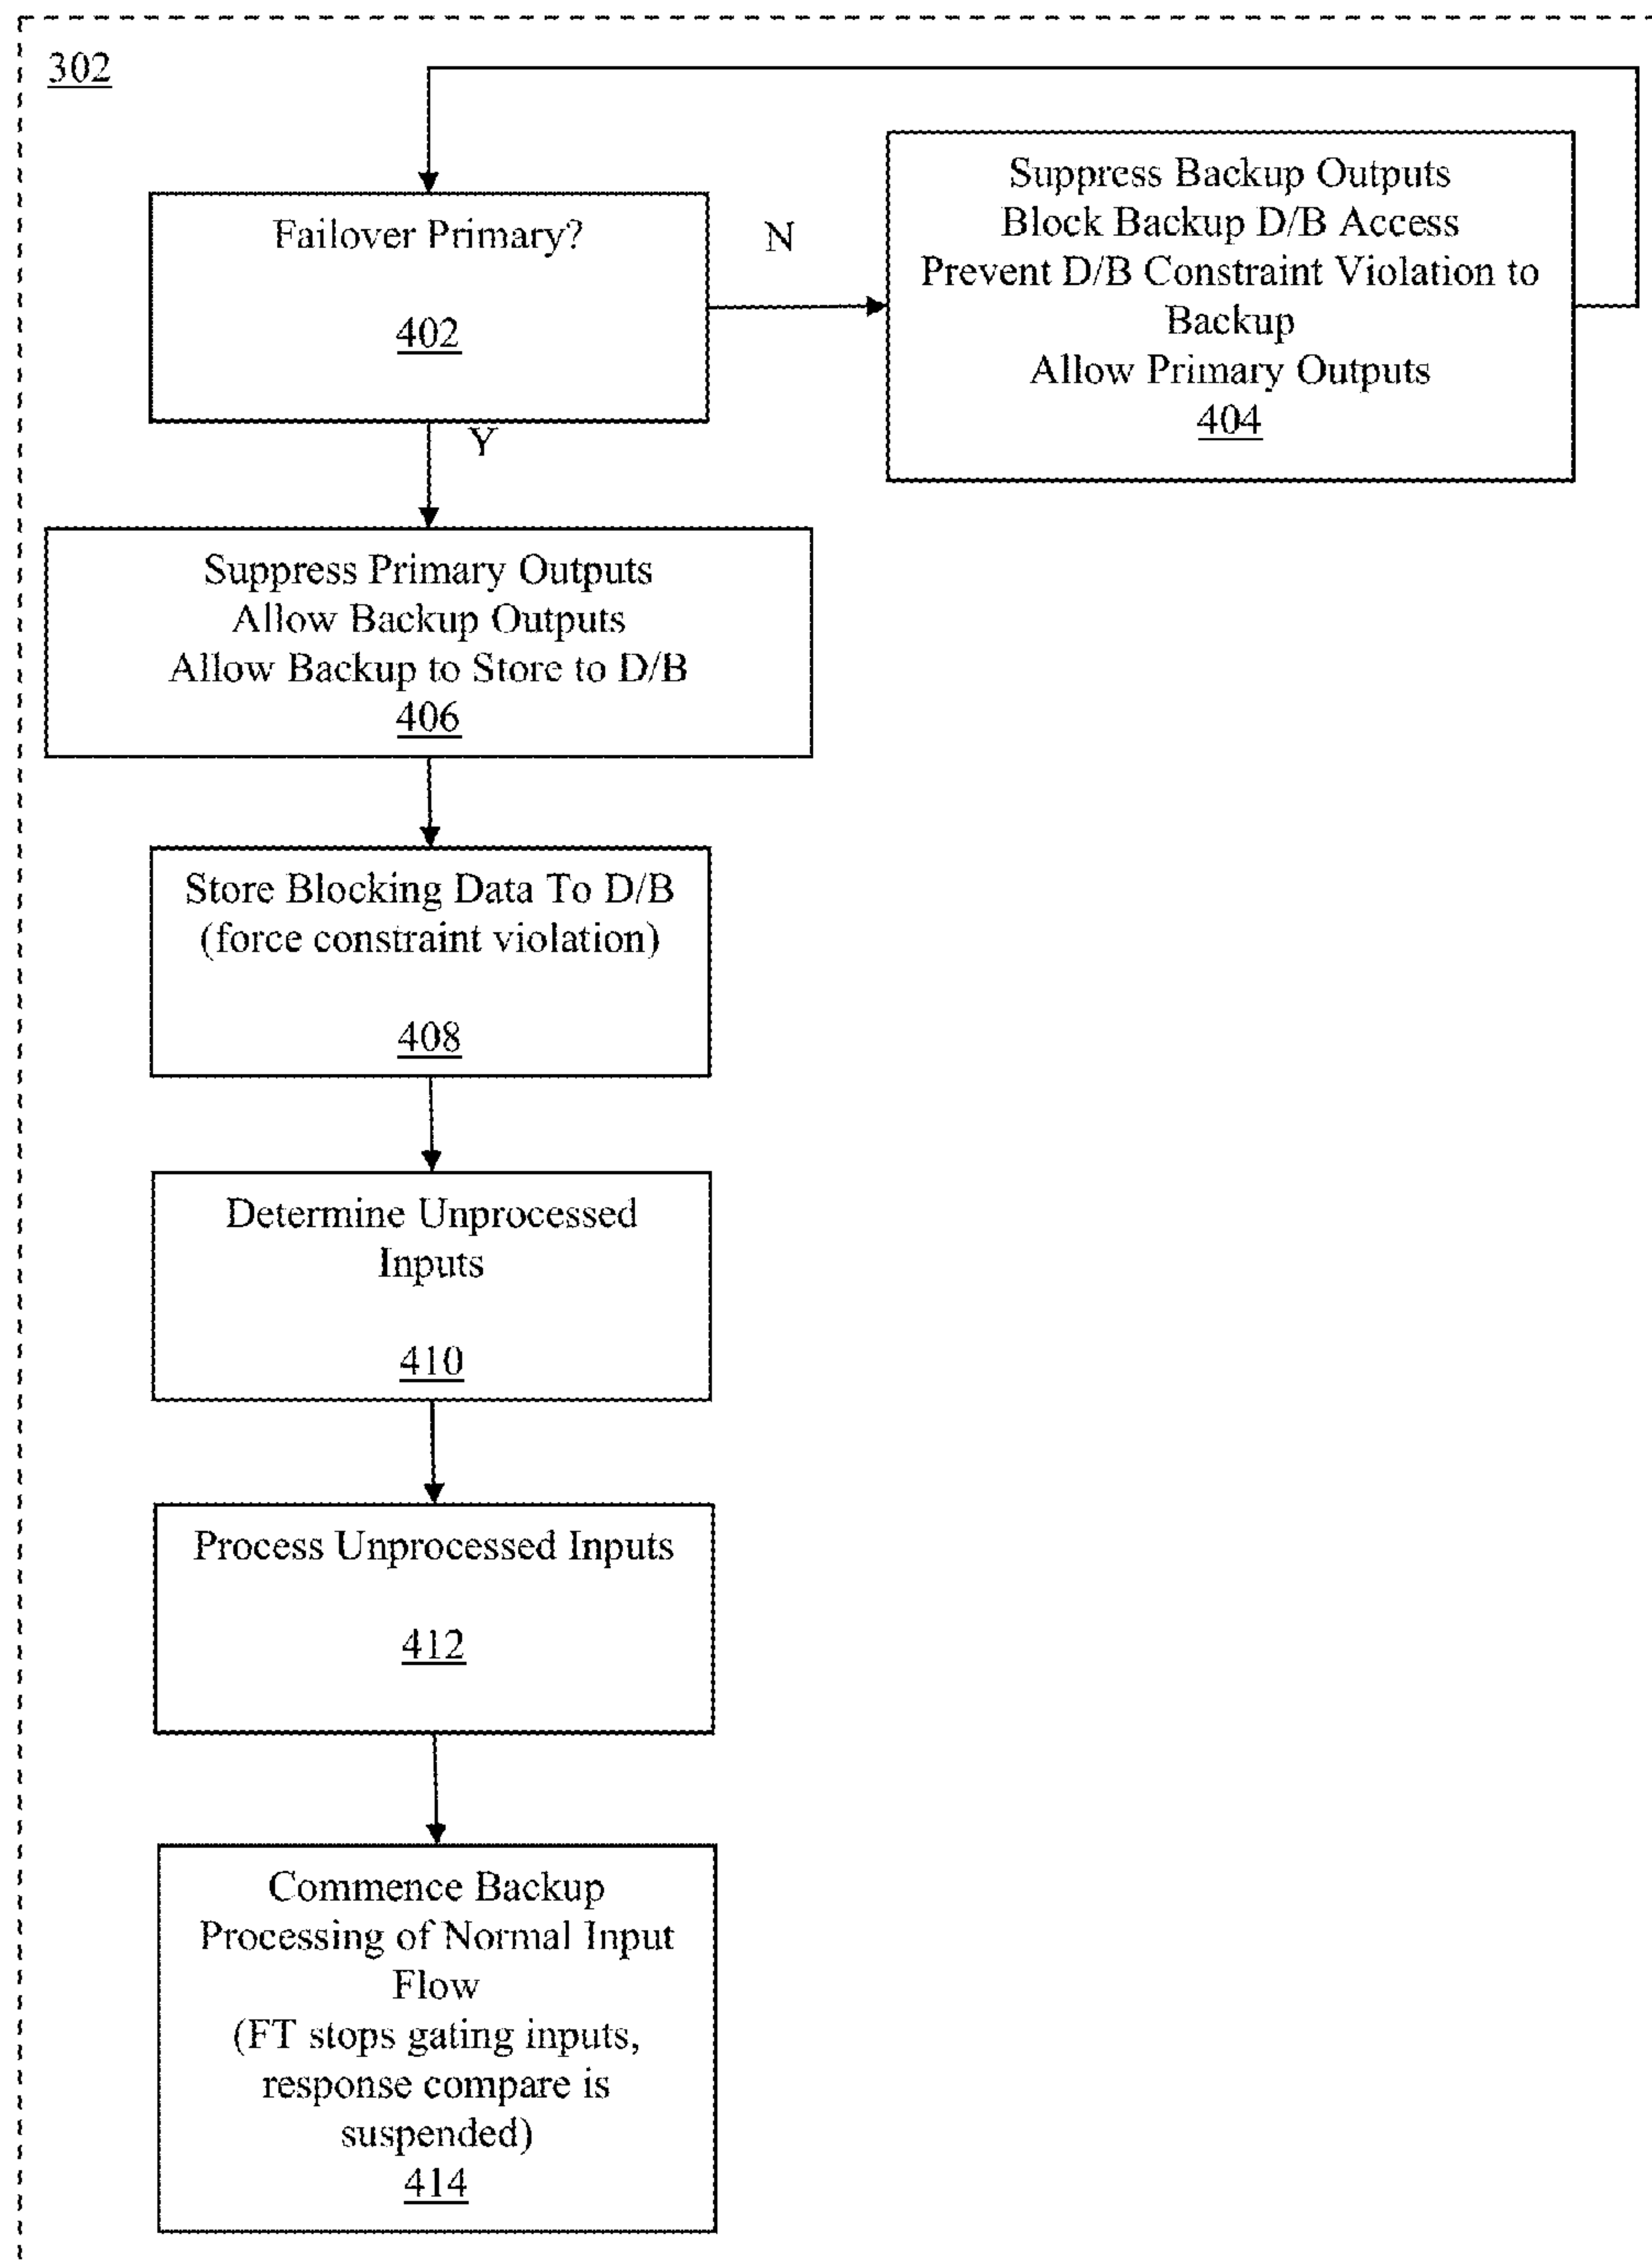 302
Failover Primary?
402
N
Suppress Backup Outputs
Block Backup D/B Access
Prevent D/B Constraint Violation to
Backup
Allow Primary Outputs
404
Y
Suppress Primary Outputs
Allow Backup Outputs
Allow Backup to Store to D/B
406
Store Blocking Data To D/B
(force constraint violation)
408
Determine Unprocessed
Inputs
410
Process Unprocessed Inputs
412
Commence Backup
Processing of Normal Input
Flow
(FT stops gating inputs,
response compare is
suspended)
414